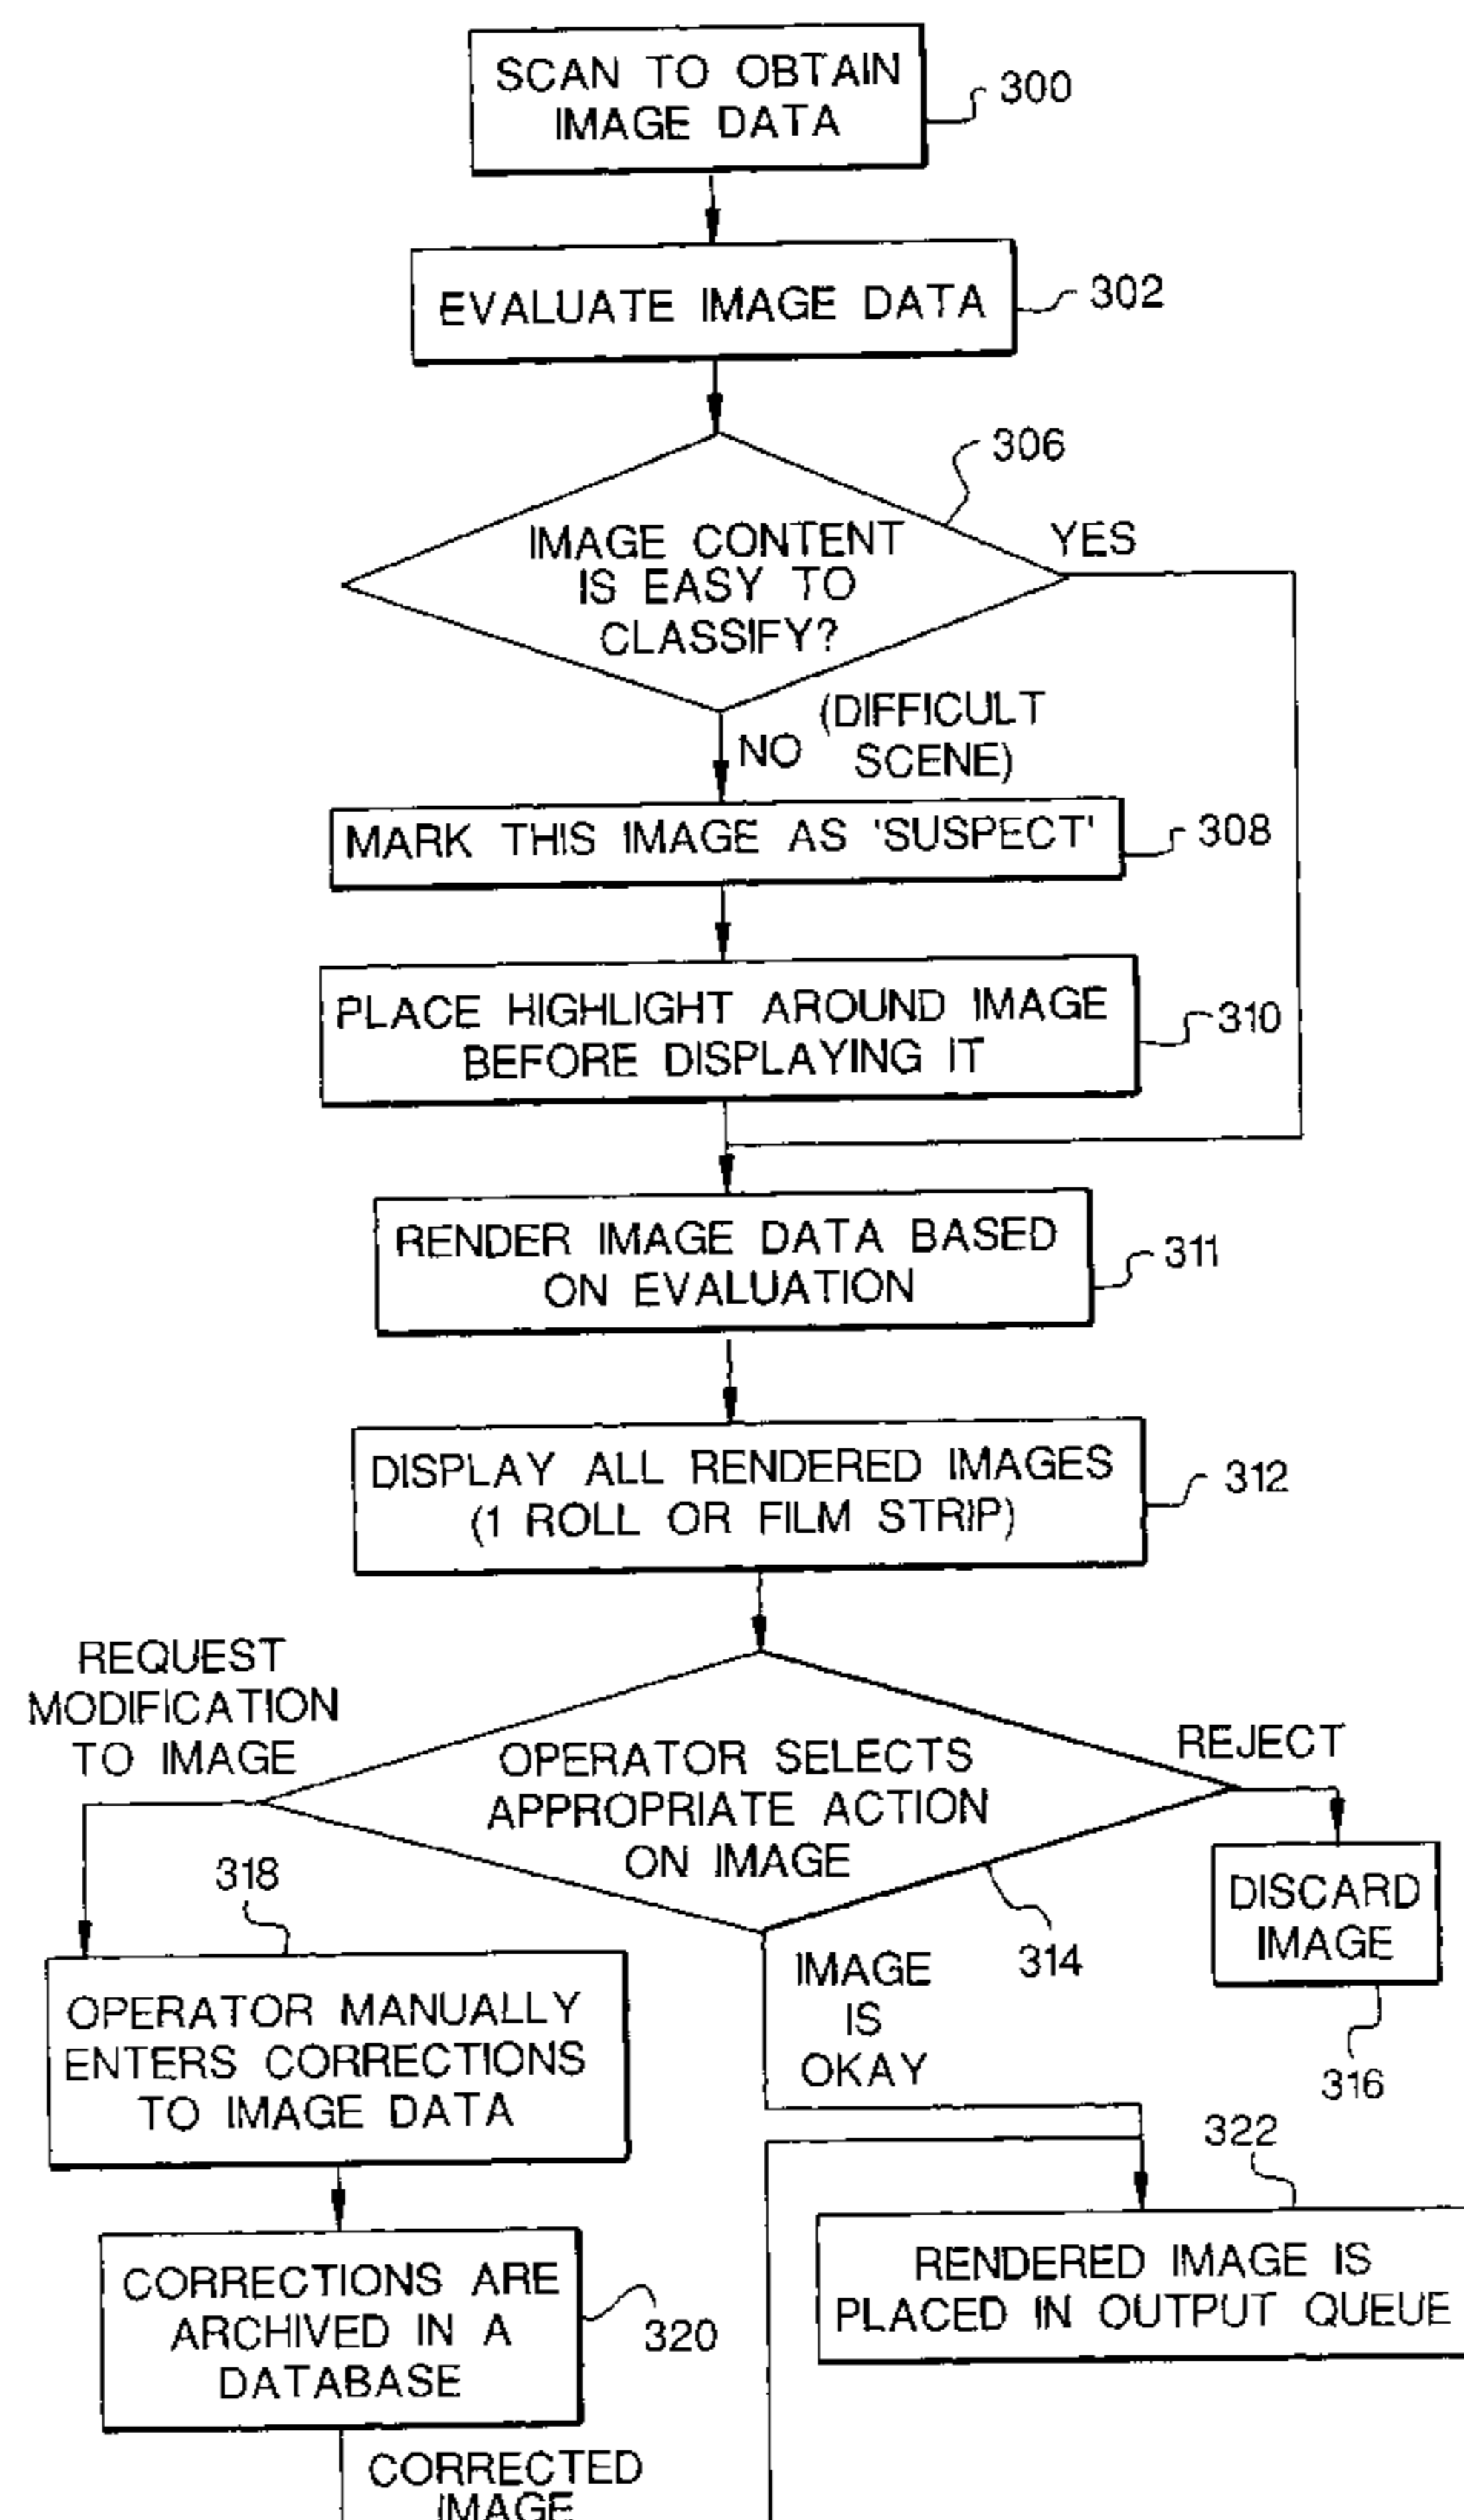 SCAN TO OBTAIN
IMAGE DATA
300
EVALUATE IMAGE DATA
302
306
IMAGE CONTENT
IS EASY TO
CLASSIFY?
YES
NO
(DIFFICULT
SCENE)
MARK THIS IMAGE AS 'SUSPECT'
308
PLACE HIGHLIGHT AROUND IMAGE
BEFORE DISPLAYING IT
310
RENDER IMAGE DATA BASED
ON EVALUATION
311
DISPLAY ALL RENDERED IMAGES
(1 ROLL OR FILM STRIP)
312
REQUEST
MODIFICATION
TO IMAGE
OPERATOR SELECTS
APPROPRIATE ACTION
ON IMAGE
REJECT
314
DISCARD
IMAGE
316
318
OPERATOR MANUALLY
ENTERS CORRECTIONS
TO IMAGE DATA
IMAGE
IS
OKAY
322
RENDERED IMAGE IS
PLACED IN OUTPUT QUEUE
CORRECTIONS ARE
ARCHIVED IN A
DATABASE
320
CORRECTED
IMAGE